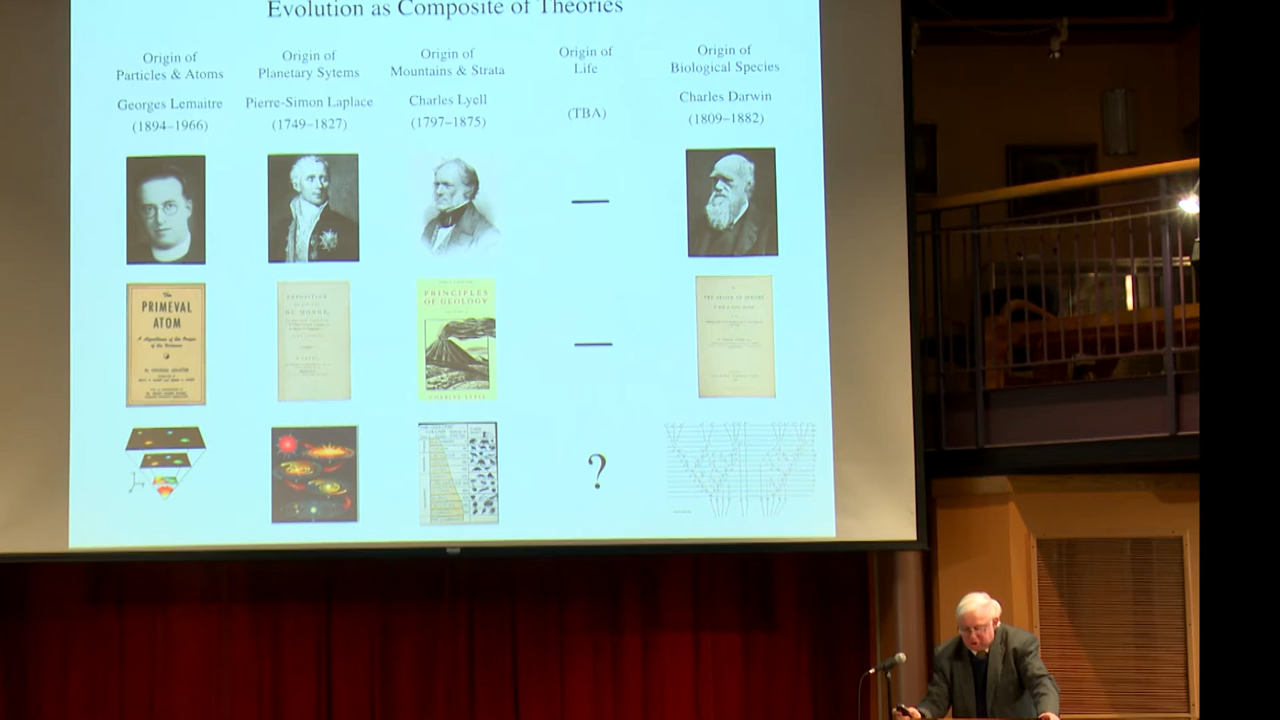 Evolution as Composite of Theories
Origin of
Particles & Atoms
Georges Lemaitre
(1894–1966)
Origin of
Planetary Sytems
Pierre-Simon Laplace
(1749–1827)
Origin of
Mountains & Strata
Charles Lyell
(1797–1875)
Origin of
Life
(TBA)
Origin of
Biological Species
Charles Darwin
(1809–1882)
The
PRIMEVAL
ATOM
PRINCIPLES
OF GEOLOGY
CHARLES LYELL
?